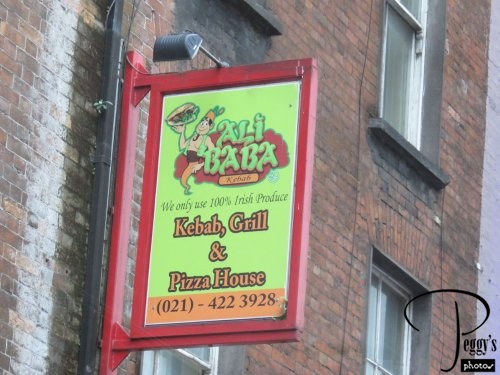 ALi
BABA
Kebab
We only use 100% Irish Produce
Kebab, Grill
&
Pizza House
(021) - 422 3928
Peggy's
photos